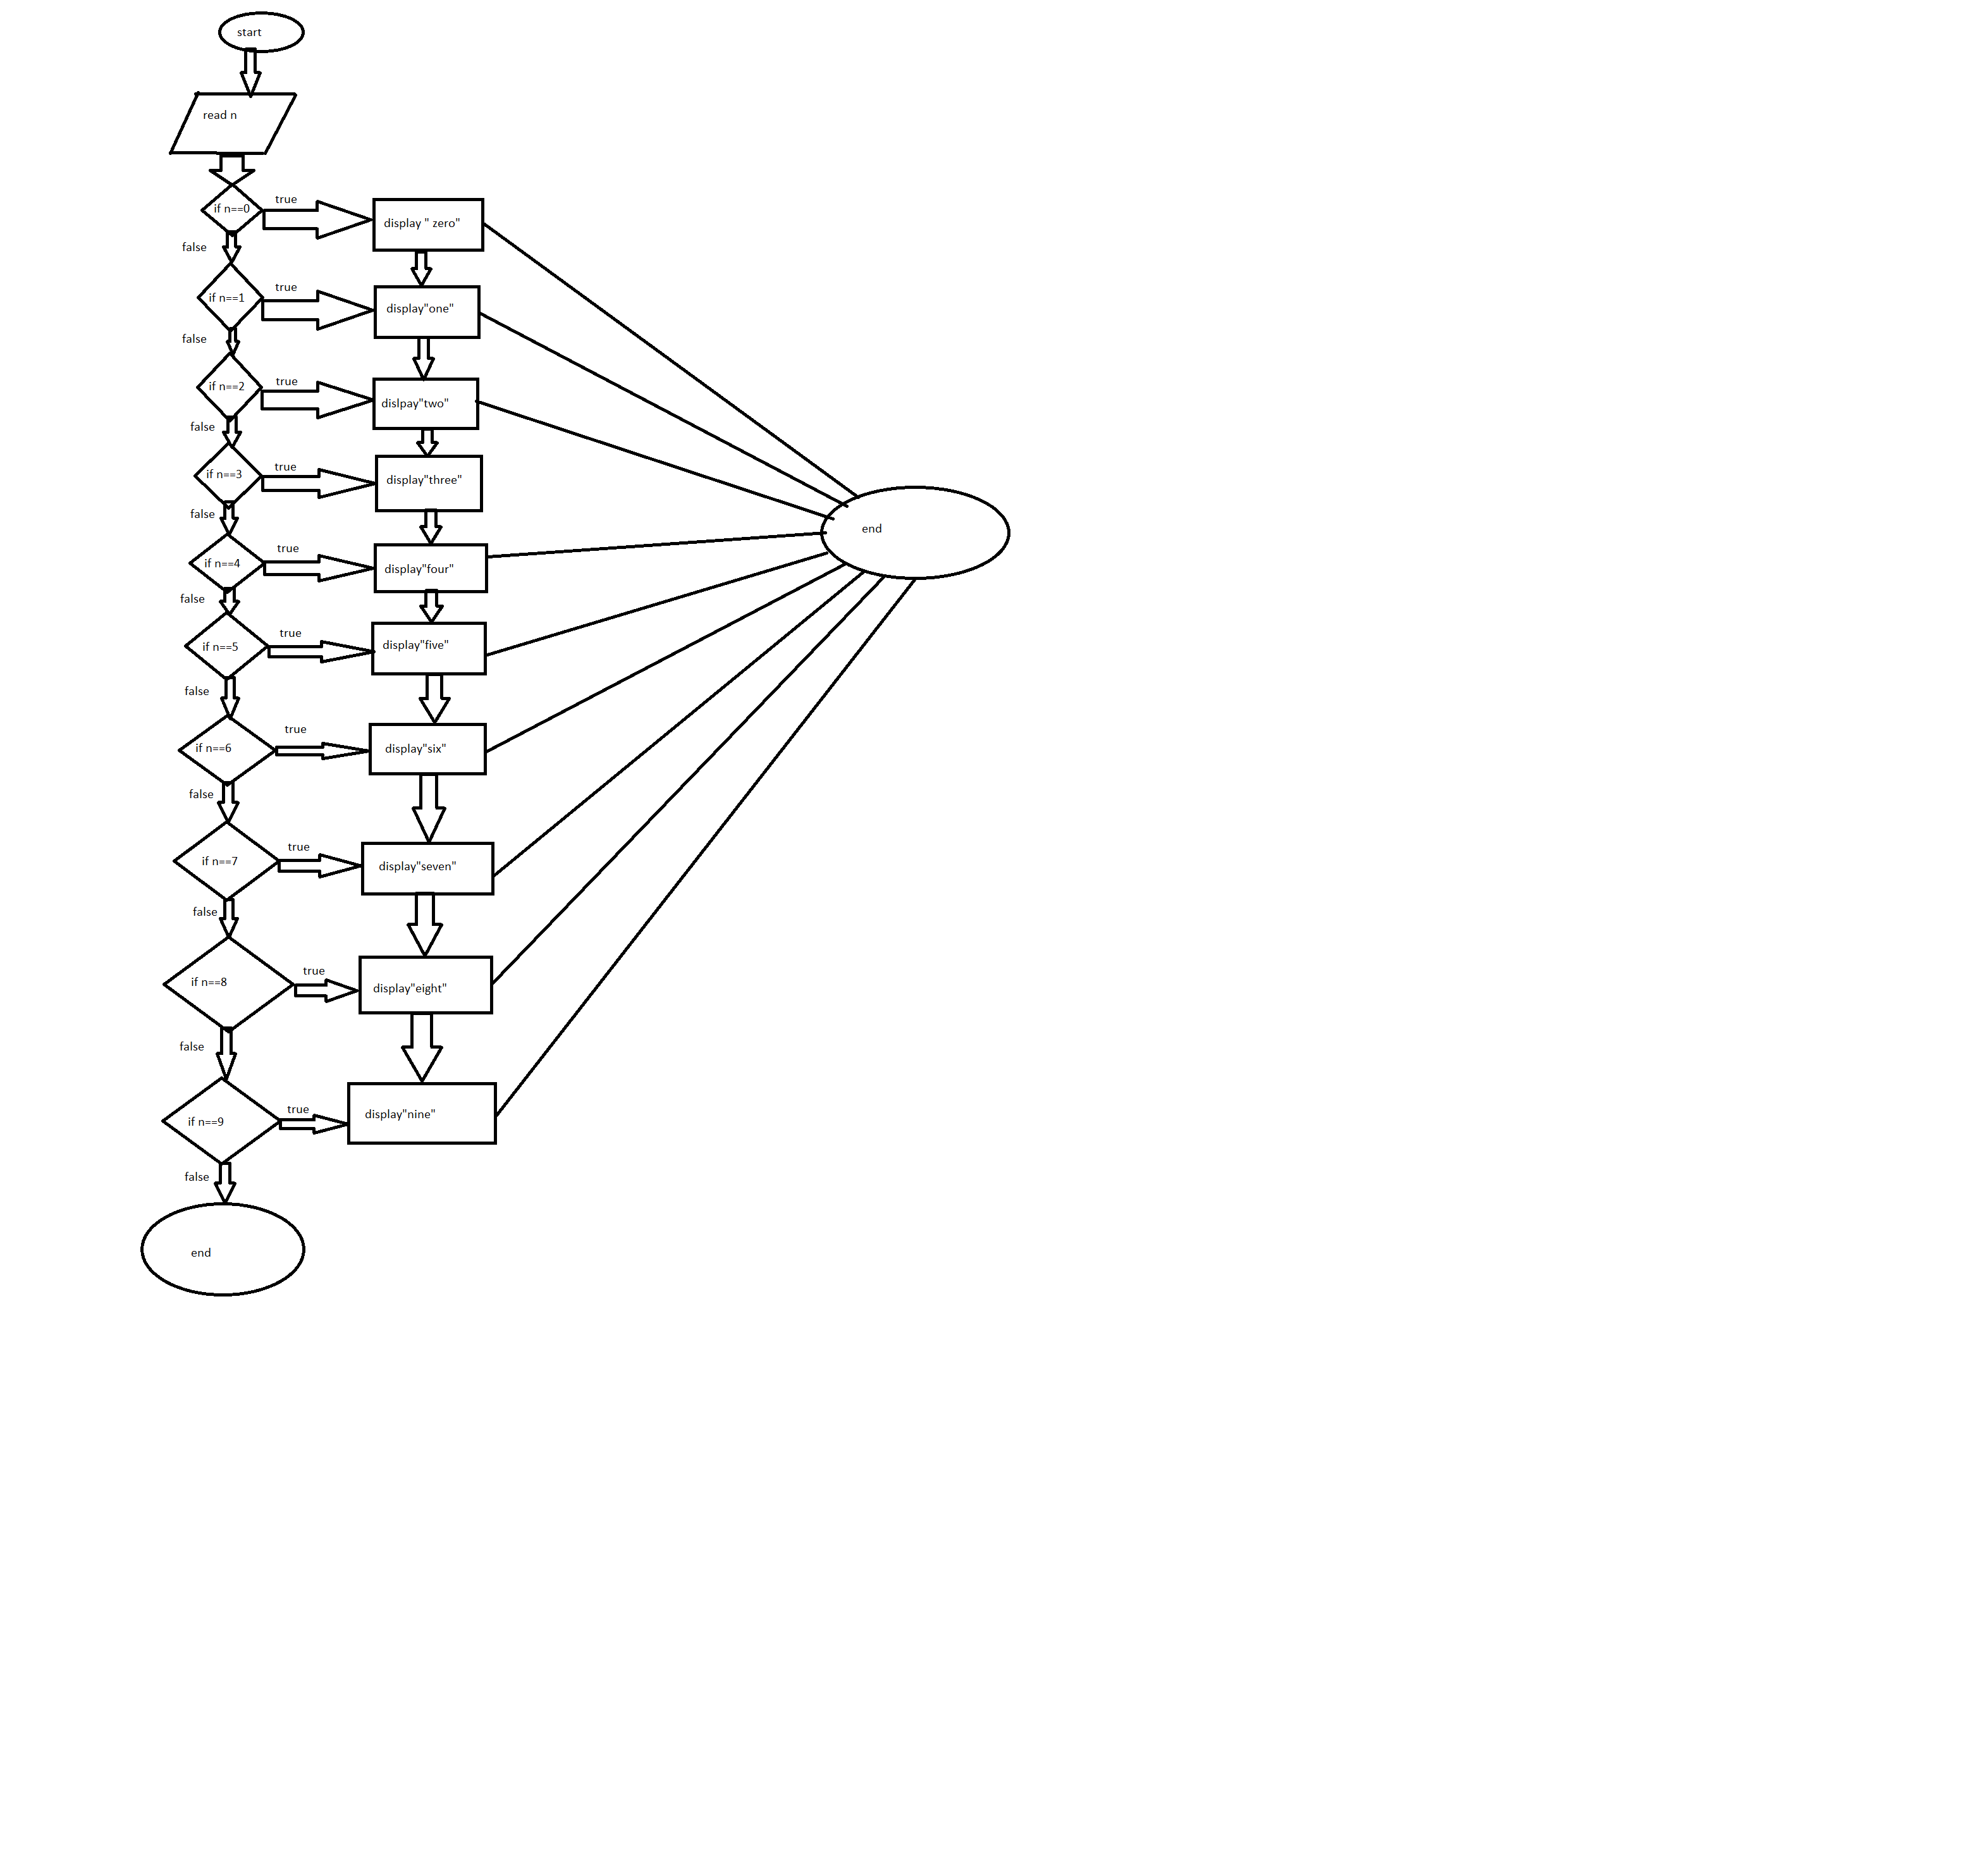 start
read n
if n==0
true
display " zero"
false
if n==1
true
display"one"
false
if n==2
true
dislpay"two"
false
if n==3
true
display"three"
false
if n==4
true
display"four"
false
if n==5
true
display"five"
false
if n==6
true
display"six"
false
if n==7
true
display"seven"
false
if n==8
true
display"eight"
false
if n==9
true
display"nine"
false
end
end